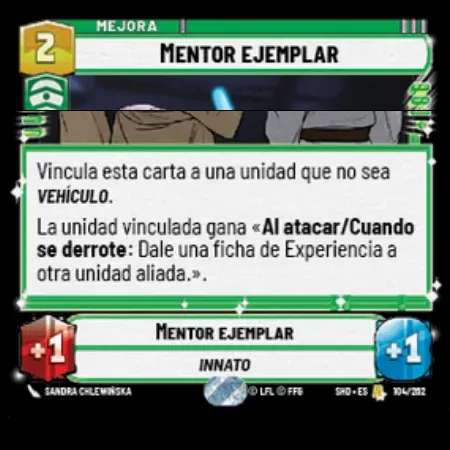 MEJORA
2
MENTOR EJEMPLAR
Vincula esta carta a una unidad que no sea
VEHÍCULO.
La unidad vinculada gana «Al atacar/Cuando
se derrote: Dale una ficha de Experiencia a
otra unidad aliada.».
+1
MENTOR EJEMPLAR
+1
INNATO
SANDRA CHLEWIŃSKA
© LFL © FFG
SHD • ES
104/262